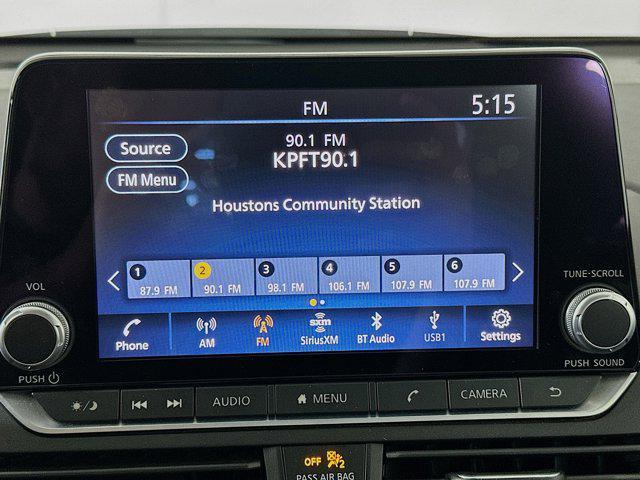 FM 5:15
Source
90.1 FM
KPFT90.1
FM Menu
Houstons Community Station
1 2 3 4 5 6
87.9 FM 90.1 FM 98.1 FM 106.1 FM 107.9 FM 107.9 FM
VOL
TUNE-SCROLL
Phone AM FM sxm SiriusXM BT Audio USB1 Settings
PUSH
PUSH SOUND
AUDIO MENU CAMERA
OFF 2
PASS AIR BAG